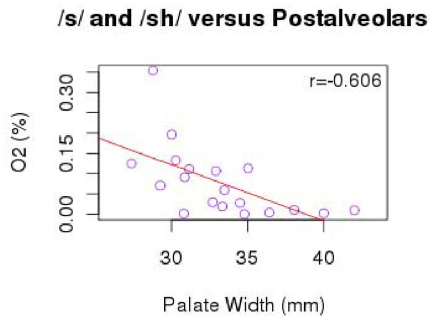 /s/ and /sh/ versus Postalveolars
r=-0.606
O2 (%)
0.30
0.15
0.00
30 35 40
Palate Width (mm)